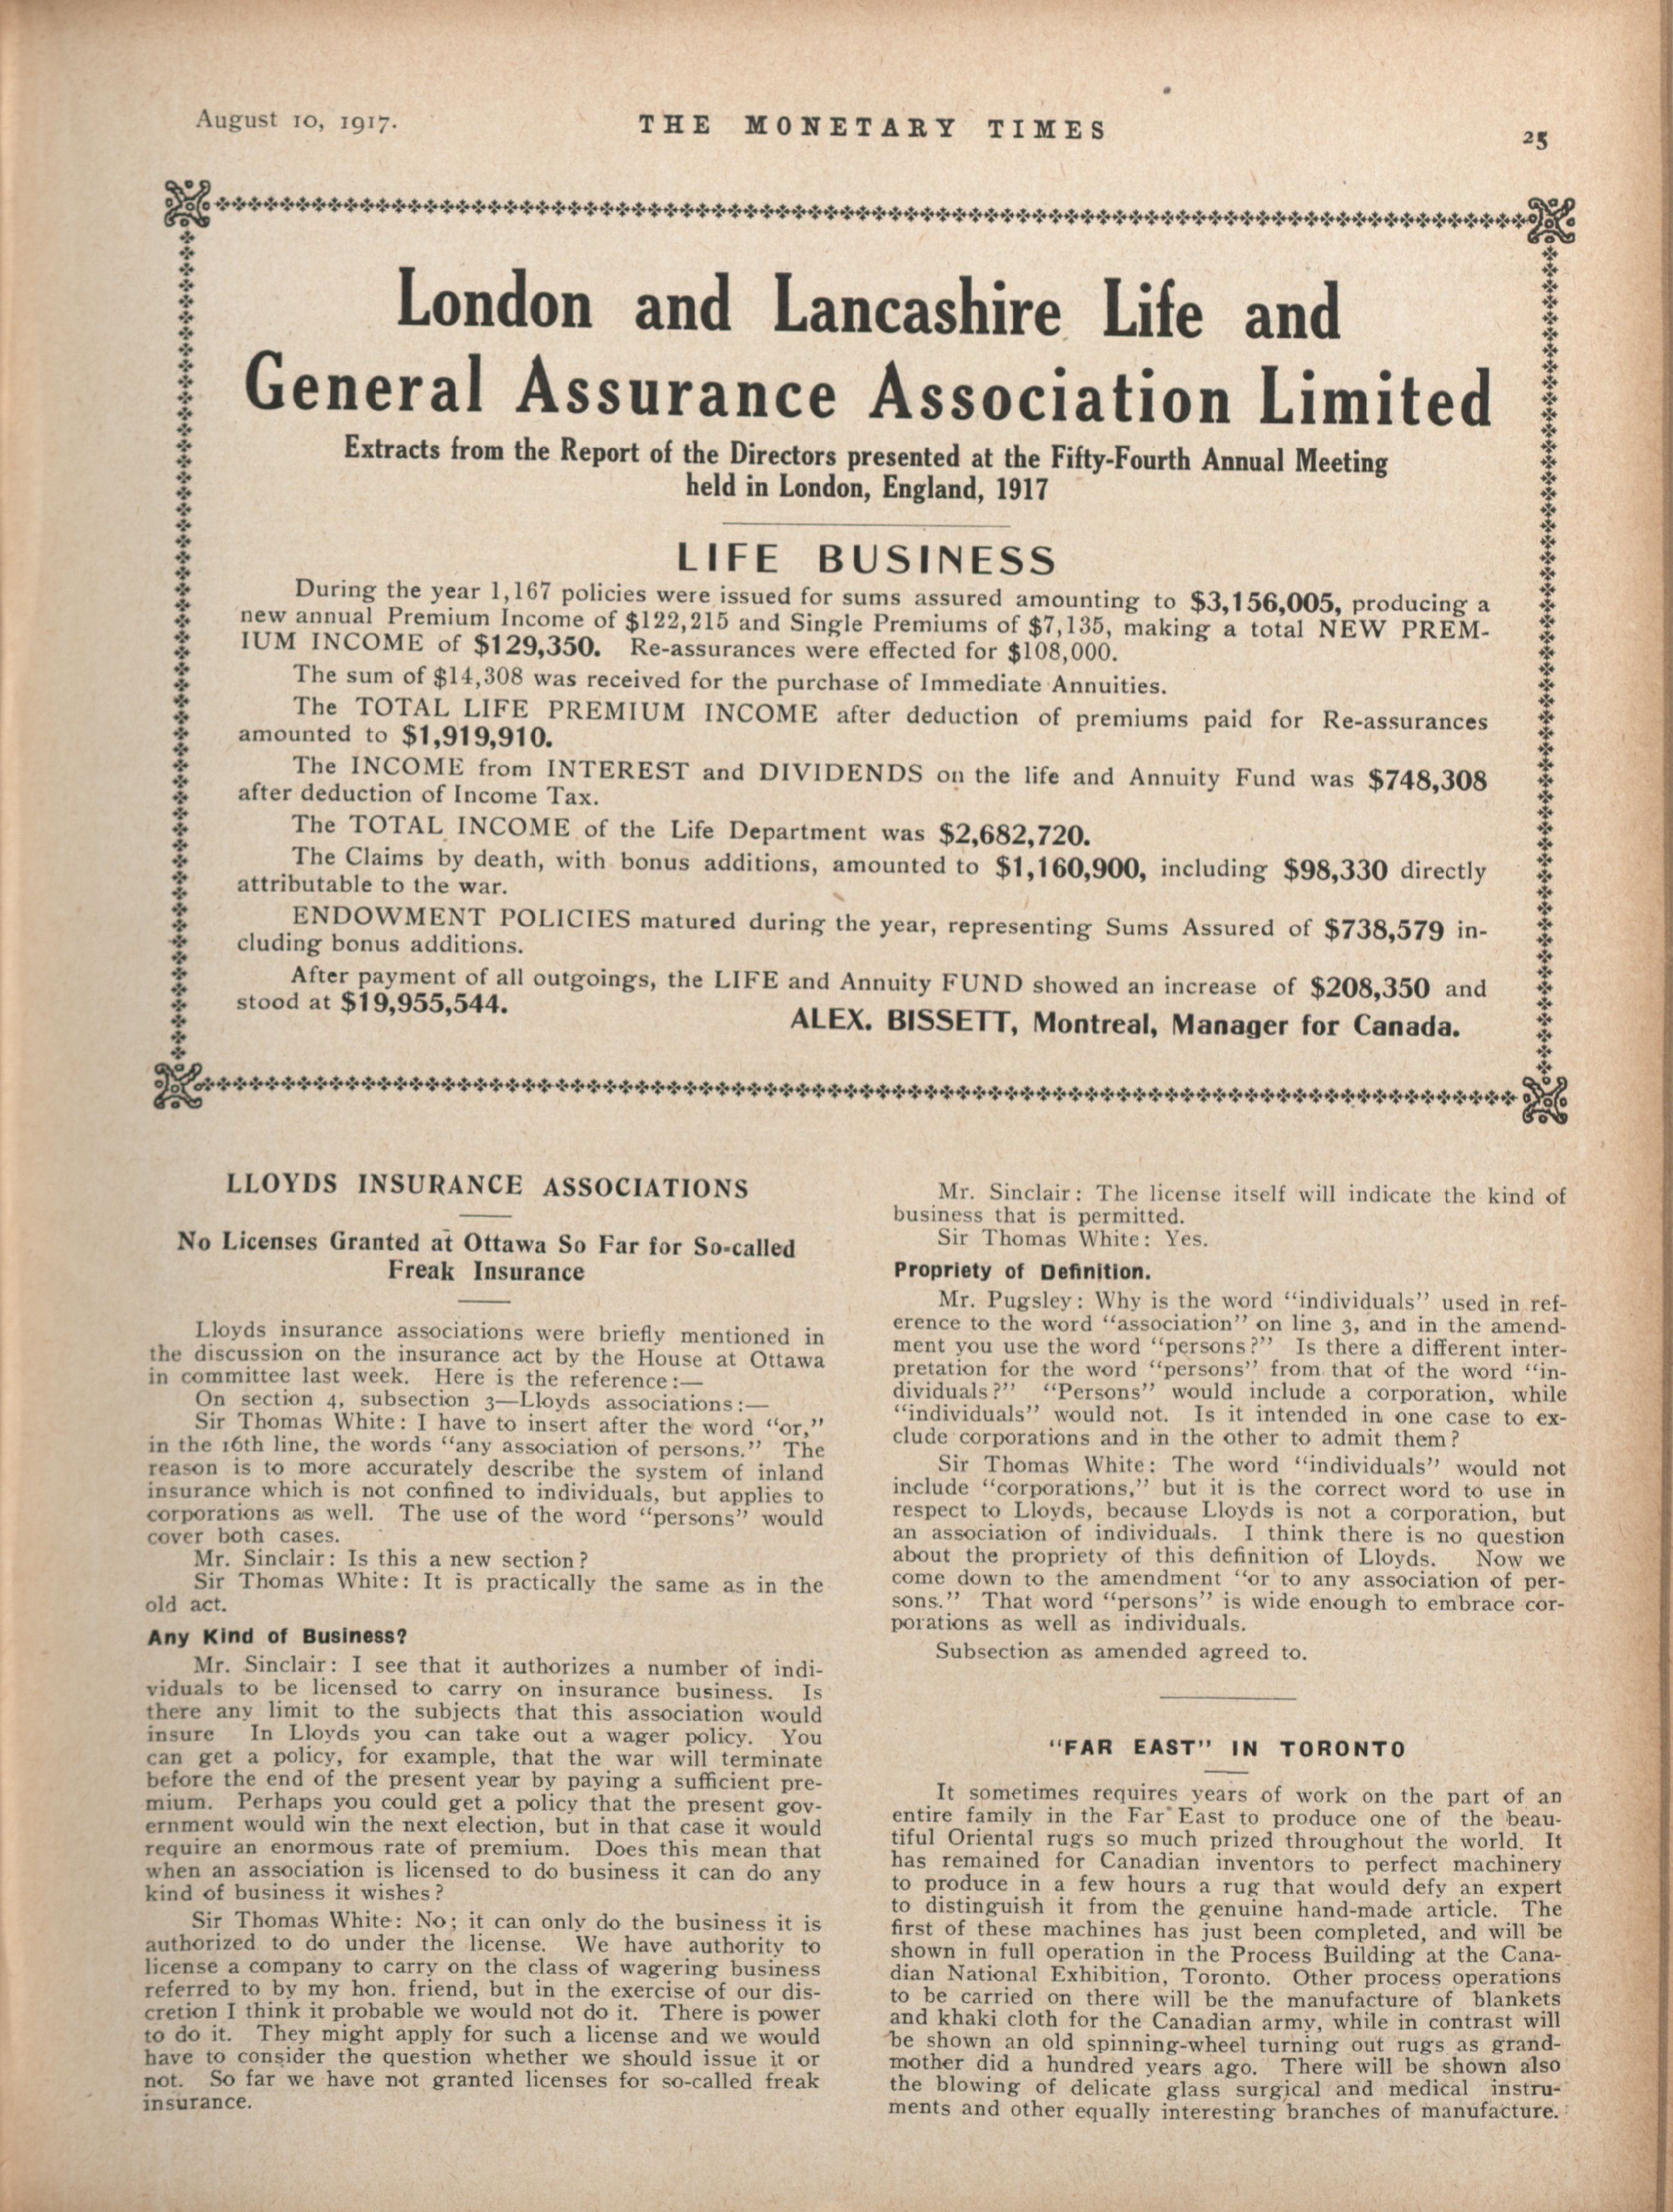 August 10, 1917.
THE MONETARY TIMES
25
London and Lancashire Life and
General Assurance Association Limited
Extracts from the Report of the Directors presented at the Fifty-Fourth Annual Meeting
held in London, England, 1917
LIFE BUSINESS
During the year 1,167 policies were issued for sums assured amounting to $3,156,005, producing a
new annual Premium Income of $122,215 and Single Premiums of $7,135, making a total NEW PREM-
IUM INCOME of $129,350. Re-assurances were effected for $108,000.
The sum of $14,308 was received for the purchase of Immediate Annuities.
The TOTAL LIFE PREMIUM INCOME after deduction of premiums paid for Re-assurances
amounted to $1,919,910.
The INCOME from INTEREST and DIVIDENDS on the life and Annuity Fund was $748,308
after deduction of Income Tax.
The TOTAL INCOME of the Life Department was $2,682,720.
The Claims by death, with bonus additions, amounted to $1,160,900, including $98,330 directly
attributable to the war.
ENDOWMENT POLICIES matured during the year, representing Sums Assured of $738,579 in-
cluding bonus additions.
After payment of all outgoings, the LIFE and Annuity FUND showed an increase of $208,350 and
stood at $19,955,544.
ALEX. BISSETT, Montreal, Manager for Canada.
LLOYDS INSURANCE ASSOCIATIONS
No Licenses Granted at Ottawa So Far for So-called
Freak Insurance
Lloyds insurance associations were briefly mentioned in
the discussion on the insurance act by the House at Ottawa
in committee last week. Here is the reference:—
On section 4, subsection 3—Lloyds associations:—
Sir Thomas White: I have to insert after the word "or,"
in the 16th line, the words "any association of persons." The
reason is to more accurately describe the system of inland
insurance which is not confined to individuals, but applies to
corporations as well. The use of the word "persons" would
cover both cases.
Mr. Sinclair: Is this a new section?
Sir Thomas White: It is practically the same as in the
old act.
Any Kind of Business?
Mr. Sinclair: I see that it authorizes a number of indi-
viduals to be licensed to carry on insurance business. Is
there any limit to the subjects that this association would
insure In Lloyds you can take out a wager policy. You
can get a policy, for example, that the war will terminate
before the end of the present year by paying a sufficient pre-
mium. Perhaps you could get a policy that the present gov-
ernment would win the next election, but in that case it would
require an enormous rate of premium. Does this mean that
when an association is licensed to do business it can do any
kind of business it wishes?
Sir Thomas White: No; it can only do the business it is
authorized to do under the license. We have authority to
license a company to carry on the class of wagering business
referred to by my hon. friend, but in the exercise of our dis-
cretion I think it probable we would not do it. There is power
to do it. They might apply for such a license and we would
have to consider the question whether we should issue it or
not. So far we have not granted licenses for so-called freak
insurance.
Mr. Sinclair: The license itself will indicate the kind of
business that is permitted.
Sir Thomas White: Yes.
Propriety of Definition.
Mr. Pugsley: Why is the word "individuals" used in ref-
erence to the word "association" on line 3, and in the amend-
ment you use the word "persons?" Is there a different inter-
pretation for the word "persons" from that of the word "in-
dividuals?" "Persons" would include a corporation, while
"individuals" would not. Is it intended in one case to ex-
clude corporations and in the other to admit them?
Sir Thomas White: The word "individuals" would not
include "corporations," but it is the correct word to use in
respect to Lloyds, because Lloyds is not a corporation, but
an association of individuals. I think there is no question
about the propriety of this definition of Lloyds. Now we
come down to the amendment "or to any association of per-
sons." That word "persons" is wide enough to embrace cor-
porations as well as individuals.
Subsection as amended agreed to.
"FAR EAST" IN TORONTO
It sometimes requires years of work on the part of an
entire family in the Far East to produce one of the beau-
tiful Oriental rugs so much prized throughout the world. It
has remained for Canadian inventors to perfect machinery
to produce in a few hours a rug that would defy an expert
to distinguish it from the genuine hand-made article. The
first of these machines has just been completed, and will be
shown in full operation in the Process Building at the Cana-
dian National Exhibition, Toronto. Other process operations
to be carried on there will be the manufacture of blankets
and khaki cloth for the Canadian army, while in contrast will
be shown an old spinning-wheel turning out rugs as grand-
mother did a hundred years ago. There will be shown also
the blowing of delicate glass surgical and medical instru-
ments and other equally interesting branches of manufacture.